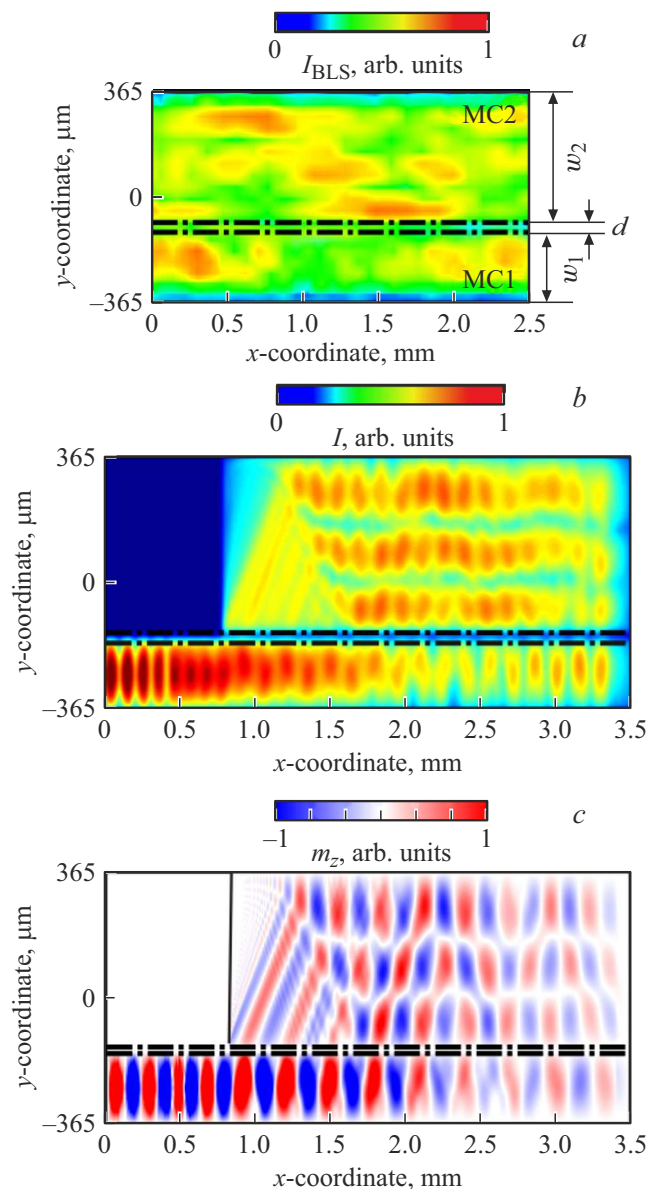 a
0 1
I_BLS, arb. units
365
MC2
w₂
0
y-coordinate, μm
d
w₁
MC1
−365
0 0.5 1.0 1.5 2.0 2.5
x-coordinate, mm
b
0 1
I, arb. units
365
y-coordinate, μm
0
−365
0 0.5 1.0 1.5 2.0 2.5 3.0 3.5
x-coordinate, mm
c
−1 1
m_z, arb. units
365
y-coordinate, μm
0
−365
0 0.5 1.0 1.5 2.0 2.5 3.0 3.5
x-coordinate, mm